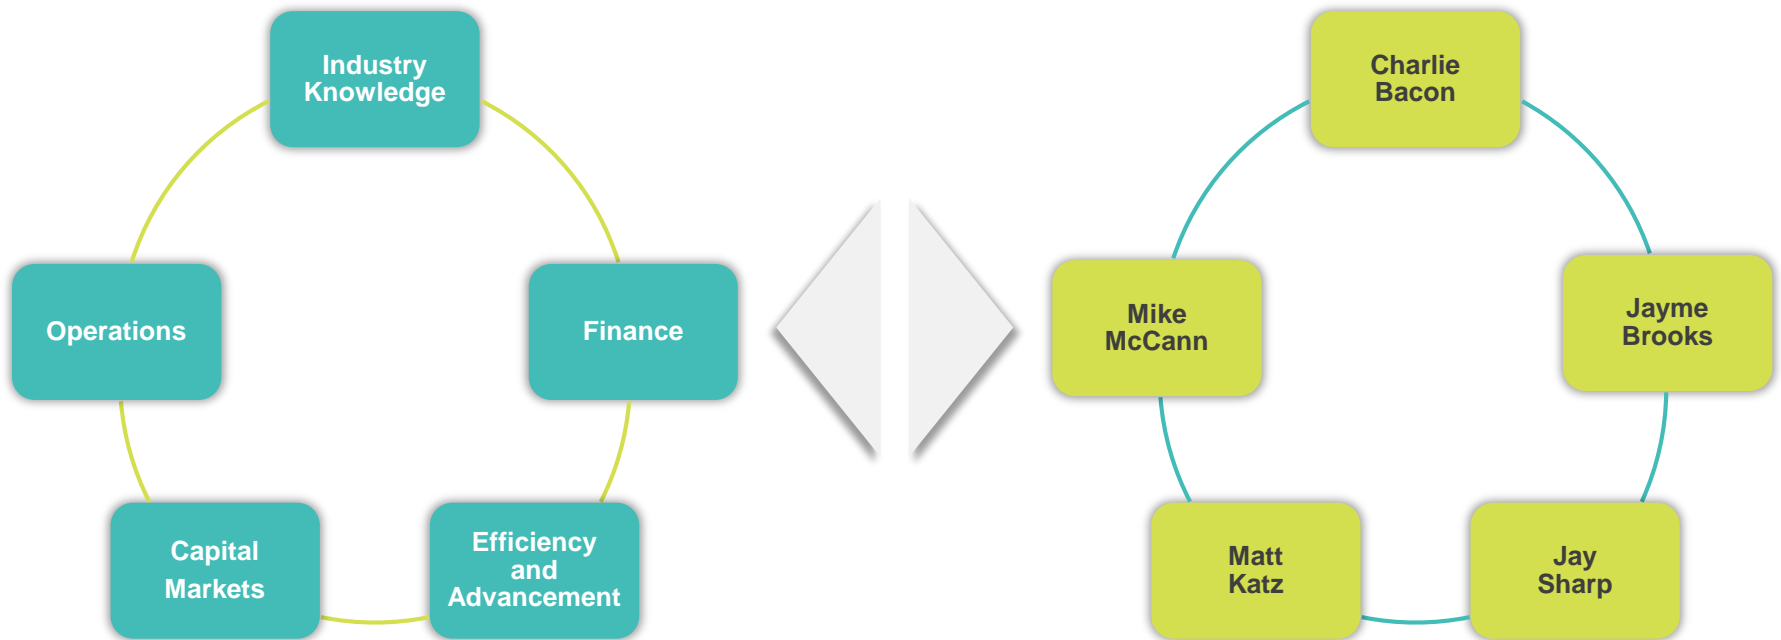 Industry
Knowledge
Operations
Finance
Capital
Markets
Efficiency
and
Advancement
Charlie
Bacon
Mike
McCann
Jayme
Brooks
Matt
Katz
Jay
Sharp